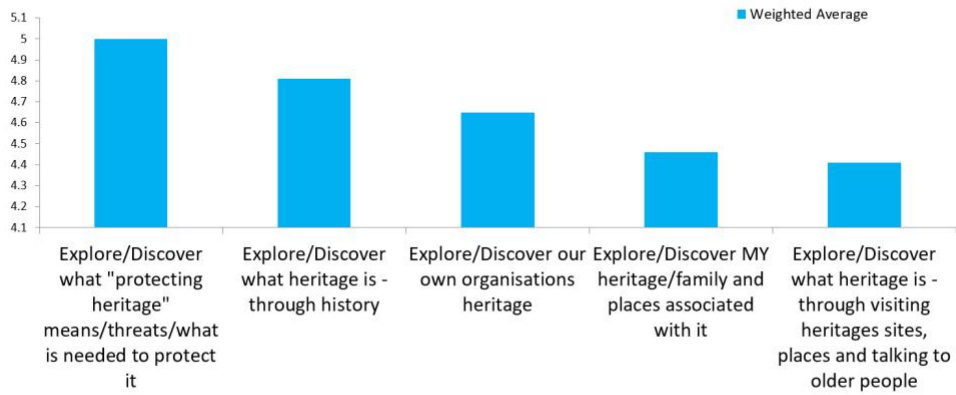 Weighted Average
5.1
5
4.9
4.8
4.7
4.6
4.5
4.4
4.3
4.2
4.1
Explore/Discover
what "protecting
heritage"
means/threats/what
is needed to protect
it
Explore/Discover
what heritage is -
through history
Explore/Discover our
own organisations
heritage
Explore/Discover MY
heritage/family and
places associated
with it
Explore/Discover
what heritage is -
through visiting
heritages sites,
places and talking to
older people